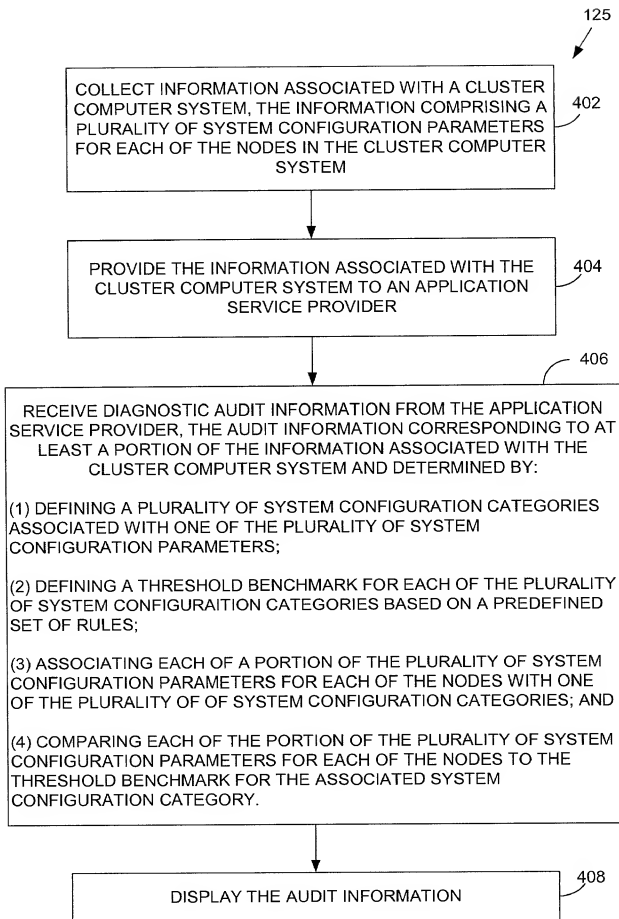 125
COLLECT INFORMATION ASSOCIATED WITH A CLUSTER
COMPUTER SYSTEM, THE INFORMATION COMPRISING A
PLURALITY OF SYSTEM CONFIGURATION PARAMETERS
FOR EACH OF THE NODES IN THE CLUSTER COMPUTER
SYSTEM
402
PROVIDE THE INFORMATION ASSOCIATED WITH THE
CLUSTER COMPUTER SYSTEM TO AN APPLICATION
SERVICE PROVIDER
404
406
RECEIVE DIAGNOSTIC AUDIT INFORMATION FROM THE APPLICATION
SERVICE PROVIDER, THE AUDIT INFORMATION CORRESPONDING TO AT
LEAST A PORTION OF THE INFORMATION ASSOCIATED WITH THE
CLUSTER COMPUTER SYSTEM AND DETERMINED BY:
(1) DEFINING A PLURALITY OF SYSTEM CONFIGURATION CATEGORIES
ASSOCIATED WITH ONE OF THE PLURALITY OF SYSTEM
CONFIGURATION PARAMETERS;
(2) DEFINING A THRESHOLD BENCHMARK FOR EACH OF THE PLURALITY
OF SYSTEM CONFIGURAITION CATEGORIES BASED ON A PREDEFINED
SET OF RULES;
(3) ASSOCIATING EACH OF A PORTION OF THE PLURALITY OF SYSTEM
CONFIGURATION PARAMETERS FOR EACH OF THE NODES WITH ONE
OF THE PLURALITY OF OF SYSTEM CONFIGURATION CATEGORIES; AND
(4) COMPARING EACH OF THE PORTION OF THE PLURALITY OF SYSTEM
CONFIGURATION PARAMETERS FOR EACH OF THE NODES TO THE
THRESHOLD BENCHMARK FOR THE ASSOCIATED SYSTEM
CONFIGURATION CATEGORY.
408
DISPLAY THE AUDIT INFORMATION